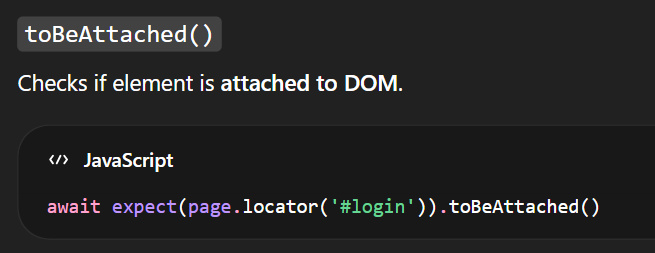 toBeAttached()
Checks if element is attached to DOM.
</> JavaScript
await expect(page.locator('#login')).toBeAttached()